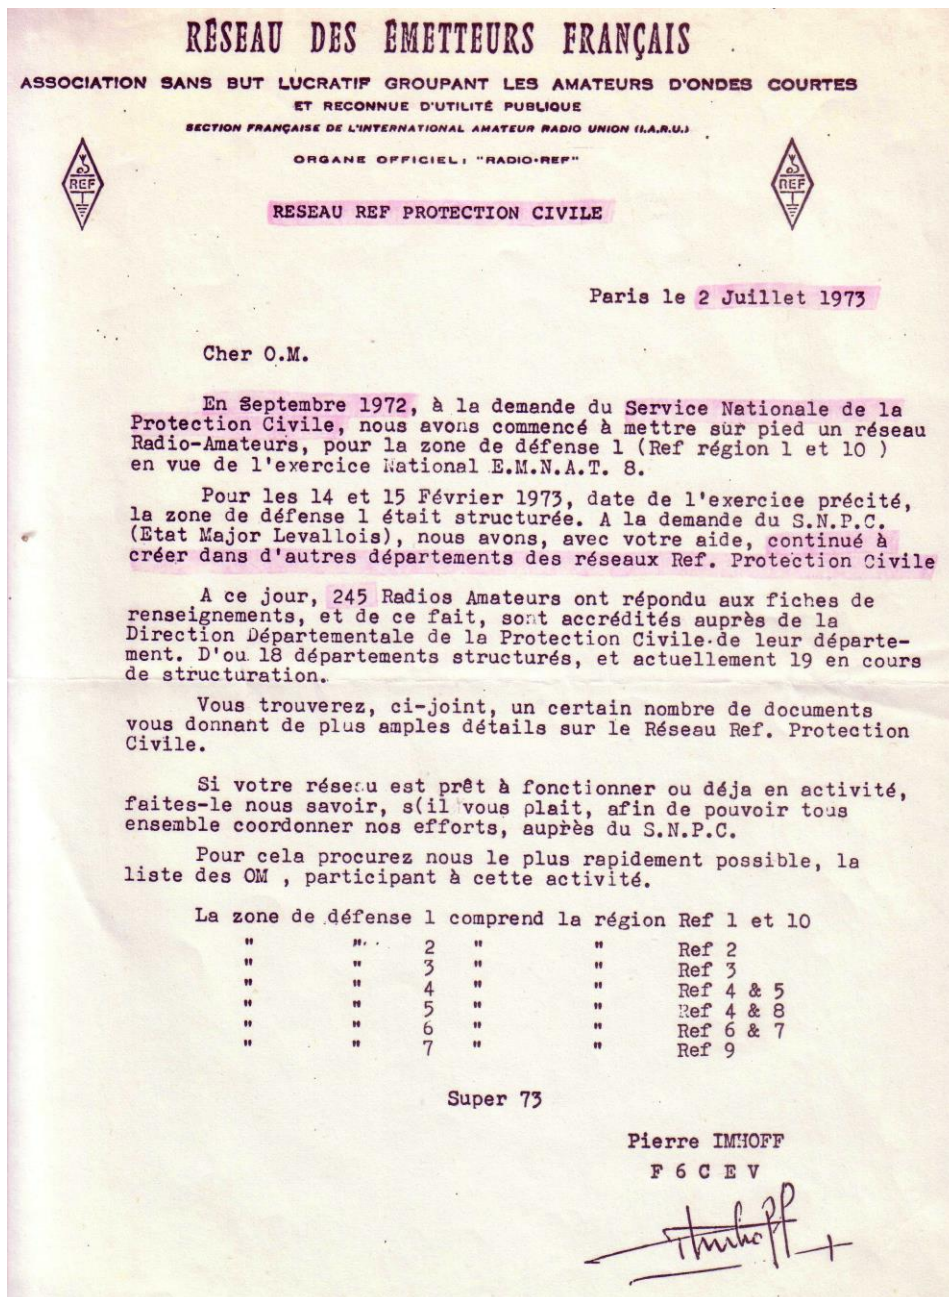 RÉSEAU DES ÉMETTEURS FRANÇAIS
ASSOCIATION SANS BUT LUCRATIF GROUPANT LES AMATEURS D'ONDES COURTES
ET RECONNUE D'UTILITÉ PUBLIQUE
SECTION FRANÇAISE DE L'INTERNATIONAL AMATEUR RADIO UNION (I.A.R.U.)
ORGANE OFFICIEL: "RADIO-REF"
REF
REF
RESEAU REF PROTECTION CIVILE
Paris le 2 Juillet 1973
Cher O.M.
En Septembre 1972, à la demande du Service Nationale de la
Protection Civile, nous avons commencé à mettre sur pied un réseau
Radio-Amateurs, pour la zone de défense 1 (Ref région 1 et 10 )
en vue de l'exercice National E.M.N.A.T. 8.
Pour les 14 et 15 Février 1973, date de l'exercice précité,
la zone de défense 1 était structurée. A la demande du S.N.P.C.
(Etat Major Levallois), nous avons, avec votre aide, continué à
créer dans d'autres départements des réseaux Ref. Protection Civile
A ce jour, 245 Radios Amateurs ont répondu aux fiches de
renseignements, et de ce fait, sont accrédités auprès de la
Direction Départementale de la Protection Civile de leur départe-
ment. D'ou 18 départements structurés, et actuellement 19 en cours
de structuration.
Vous trouverez, ci-joint, un certain nombre de documents
vous donnant de plus amples détails sur le Réseau Ref. Protection
Civile.
Si votre réseau est prêt à fonctionner ou déja en activité,
faites-le nous savoir, s(il vous plait, afin de pouvoir tous
ensemble coordonner nos efforts, auprès du S.N.P.C.
Pour cela procurez nous le plus rapidement possible, la
liste des OM , participant à cette activité.
La zone de défense 1 comprend la région Ref 1 et 10
" " 2 " " Ref 2
" " 3 " " Ref 3
" " 4 " " Ref 4 & 5
" " 5 " " Ref 4 & 8
" " 6 " " Ref 6 & 7
" " 7 " " Ref 9
Super 73
Pierre IMHOFF
F 6 C E V
Imhoff